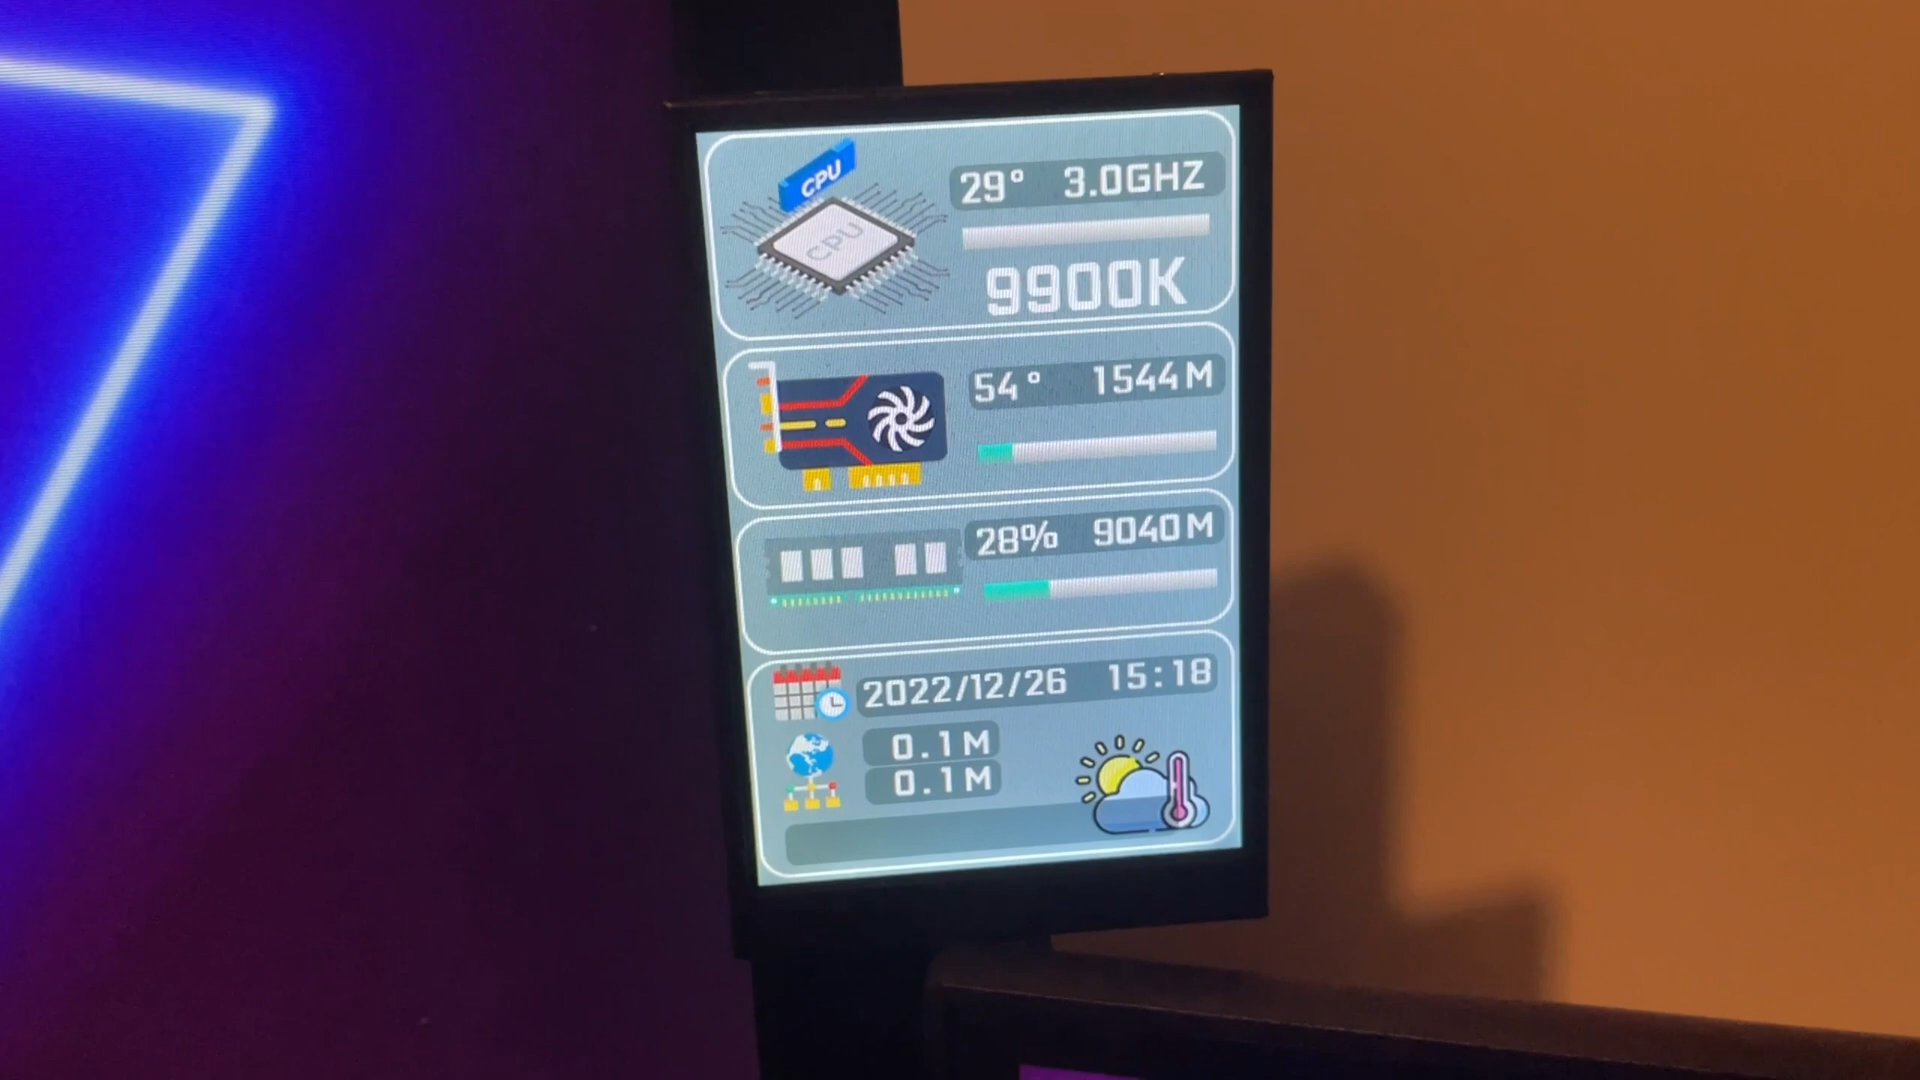 CPU
CPU
29° 3.0GHZ
9900K
54° 1544M
28% 9040M
2022/12/26 15:18
0.1M
0.1M